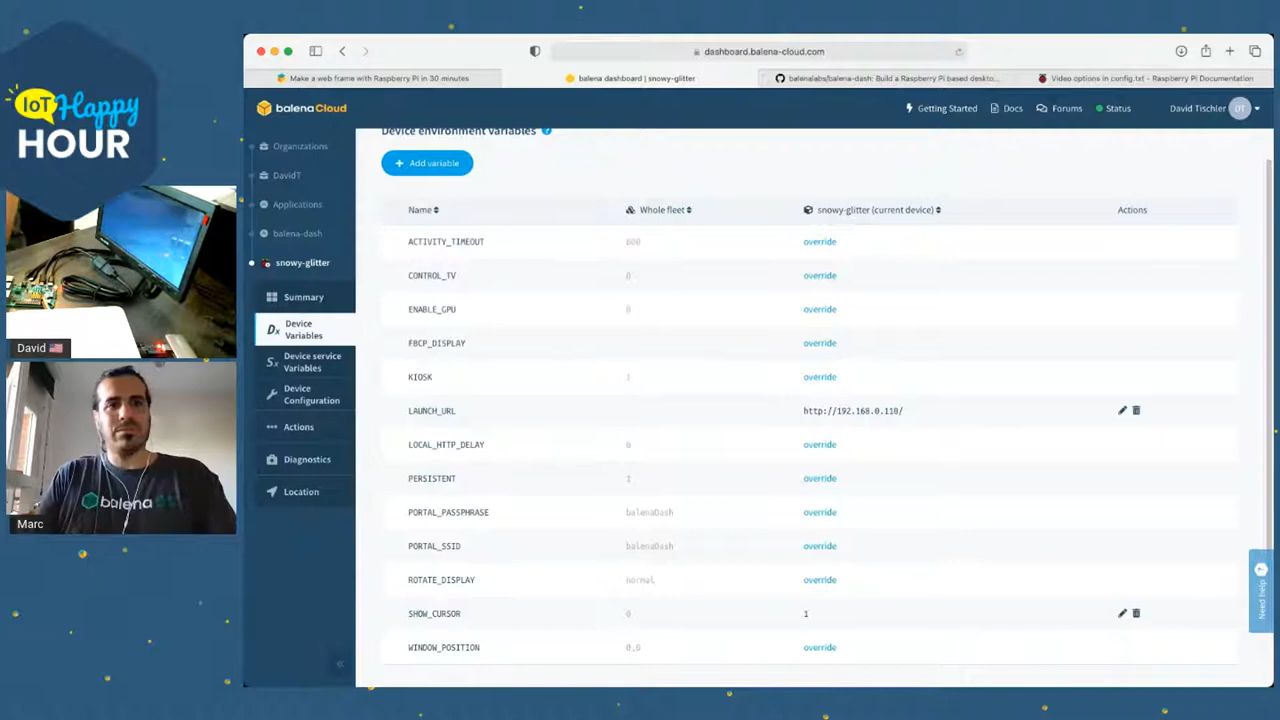 IoT Happy
HOUR
David
Marc
balena
dashboard.balena-cloud.com
Make a web frame with Raspberry Pi in 30 minutes
balena dashboard | snowy-glitter
balenalabs/balena-dash: Build a Raspberry Pi based deskto...
Video options in config.txt - Raspberry Pi Documentation
balenaCloud
Getting Started
Docs
Forums
Status
David Tischler
DT
Organizations
DavidT
Applications
balena-dash
snowy-glitter
Summary
Dx Device
Variables
Sx Device service
Variables
Device
Configuration
Actions
Diagnostics
Location
«
Device environment variables ?
+ Add variable
Name Whole fleet snowy-glitter (current device) Actions
ACTIVITY_TIMEOUT 600 override
CONTROL_TV 0 override
ENABLE_GPU 0 override
FBCP_DISPLAY override
KIOSK 1 override
LAUNCH_URL http://192.168.0.110/
LOCAL_HTTP_DELAY 0 override
PERSISTENT 1 override
PORTAL_PASSPHRASE balenaDash override
PORTAL_SSID balenaDash override
ROTATE_DISPLAY normal override
SHOW_CURSOR 0 1
WINDOW_POSITION 0,0 override
Need help